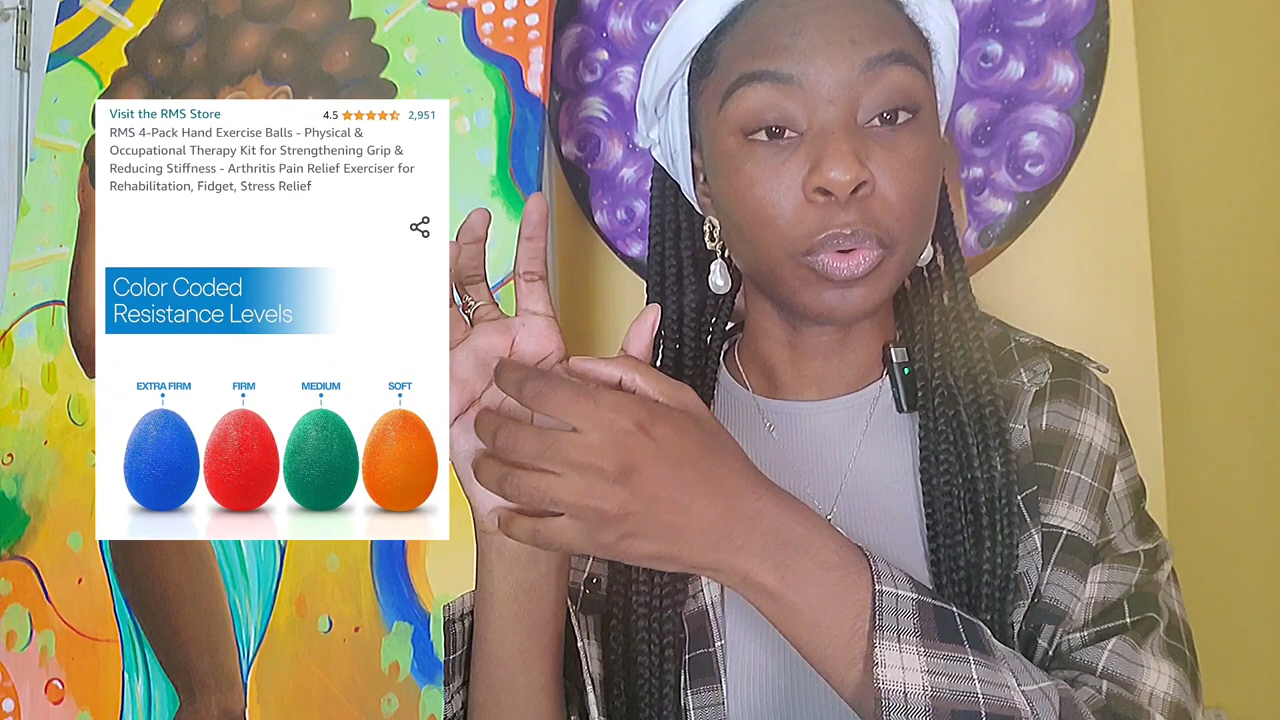 Visit the RMS Store
4.5 2,951
RMS 4-Pack Hand Exercise Balls - Physical &
Occupational Therapy Kit for Strengthening Grip &
Reducing Stiffness - Arthritis Pain Relief Exerciser for
Rehabilitation, Fidget, Stress Relief
Color Coded
Resistance Levels
EXTRA FIRM FIRM MEDIUM SOFT